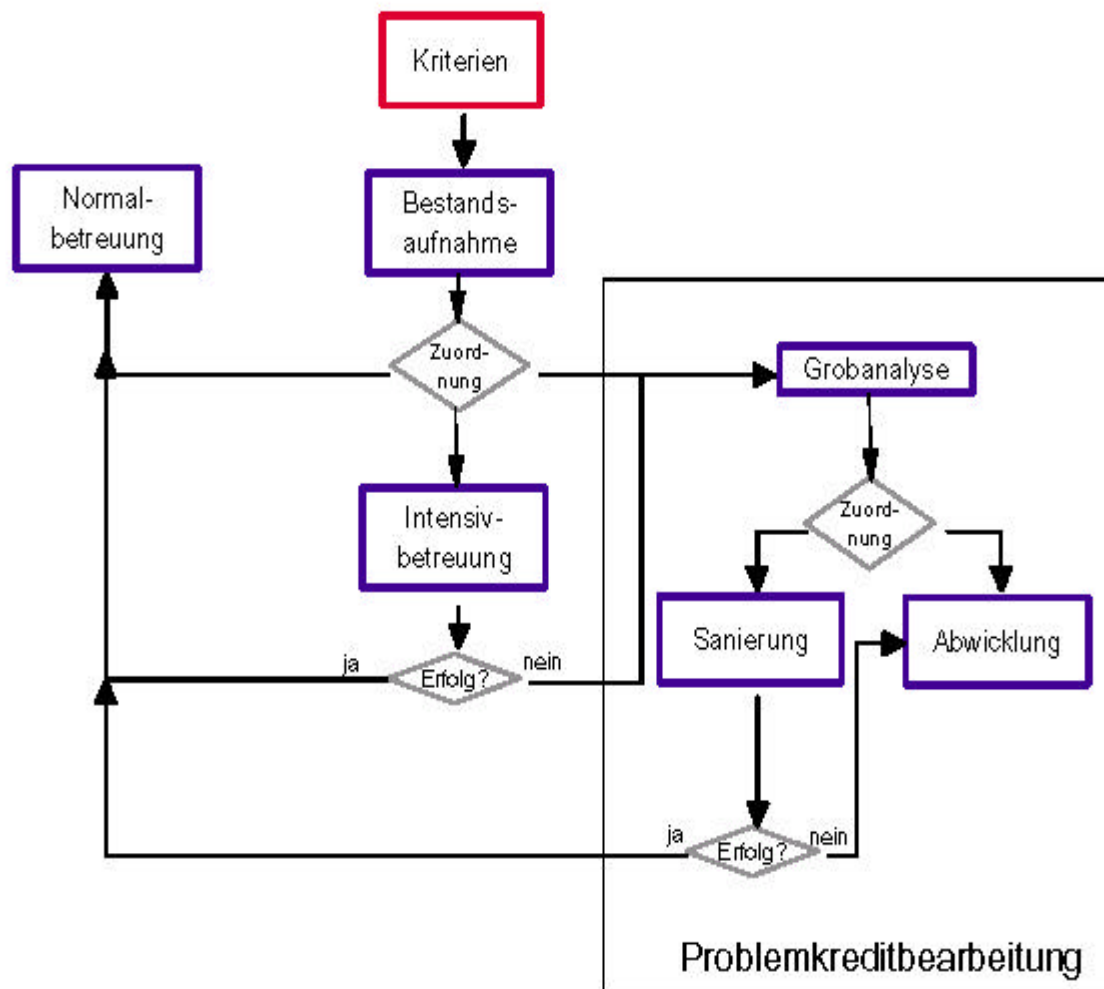 Kriterien
Normal-
betreuung
Bestands-
aufnahme
Zuord-
nung
Grobanalyse
Intensiv-
betreuung
Zuord-
nung
Sanierung
Abwicklung
ja
Erfolg?
nein
ja
Erfolg?
nein
Problemkreditbearbeitung